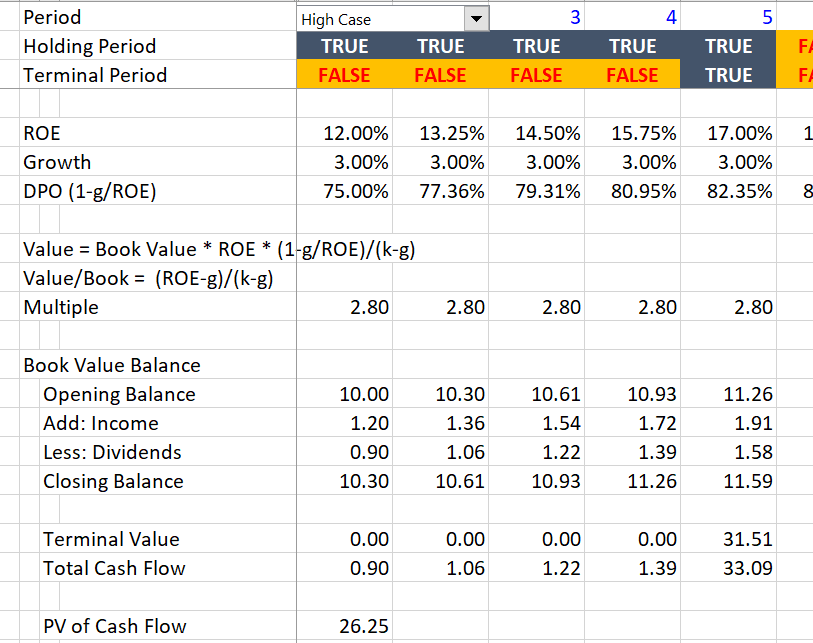 Period High Case 3 4 5
Holding Period TRUE TRUE TRUE TRUE TRUE
Terminal Period FALSE FALSE FALSE FALSE TRUE
ROE 12.00% 13.25% 14.50% 15.75% 17.00%
Growth 3.00% 3.00% 3.00% 3.00% 3.00%
DPO (1-g/ROE) 75.00% 77.36% 79.31% 80.95% 82.35%
Value = Book Value * ROE * (1-g/ROE)/(k-g)
Value/Book = (ROE-g)/(k-g)
Multiple 2.80 2.80 2.80 2.80 2.80
Book Value Balance
Opening Balance 10.00 10.30 10.61 10.93 11.26
Add: Income 1.20 1.36 1.54 1.72 1.91
Less: Dividends 0.90 1.06 1.22 1.39 1.58
Closing Balance 10.30 10.61 10.93 11.26 11.59
Terminal Value 0.00 0.00 0.00 0.00 31.51
Total Cash Flow 0.90 1.06 1.22 1.39 33.09
PV of Cash Flow 26.25